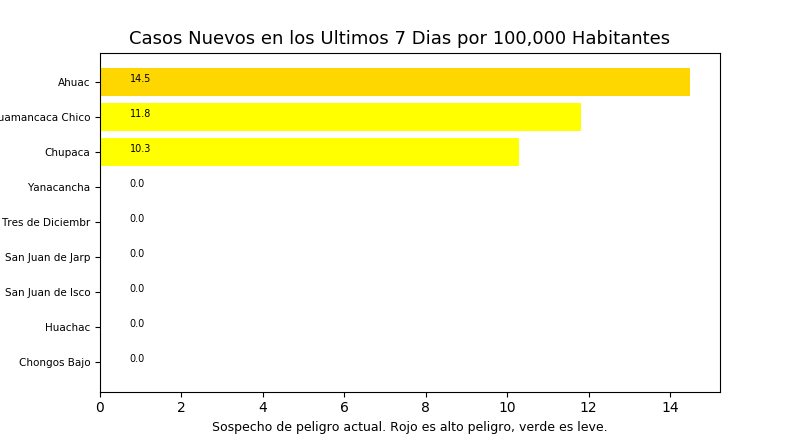 Casos Nuevos en los Ultimos 7 Dias por 100,000 Habitantes
Ahuac 14.5
uamancaca Chico 11.8
Chupaca 10.3
Yanacancha 0.0
Tres de Diciembr 0.0
San Juan de Jarp 0.0
San Juan de Isco 0.0
Huachac 0.0
Chongos Bajo 0.0
0 2 4 6 8 10 12 14
Sospecho de peligro actual. Rojo es alto peligro, verde es leve.